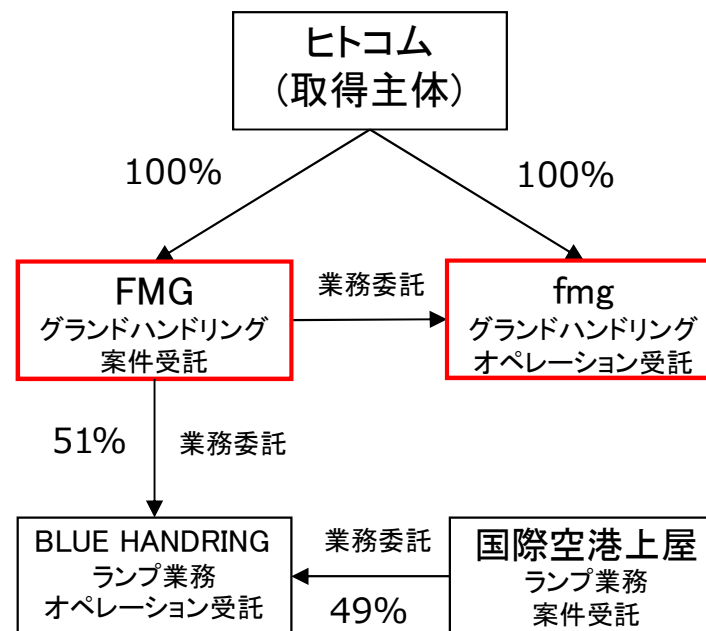 ヒトコム
(取得主体)
100%
100%
FMG
グランドハンドリング
案件受託
業務委託
fmg
グランドハンドリング
オペレーション受託
51%
業務委託
BLUE HANDRING
ランプ業務
オペレーション受託
業務委託
49%
国際空港上屋
ランプ業務
案件受託